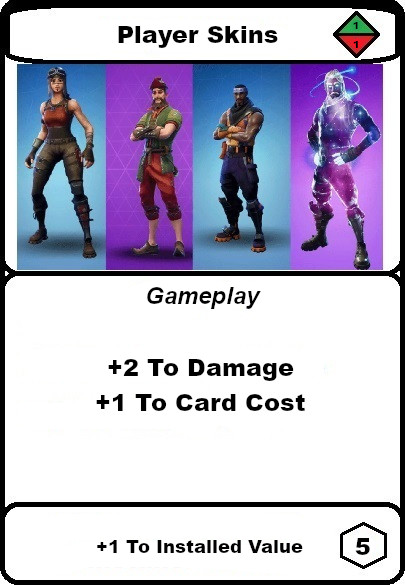 Player Skins
1
1
Gameplay
+2 To Damage
+1 To Card Cost
+1 To Installed Value
5